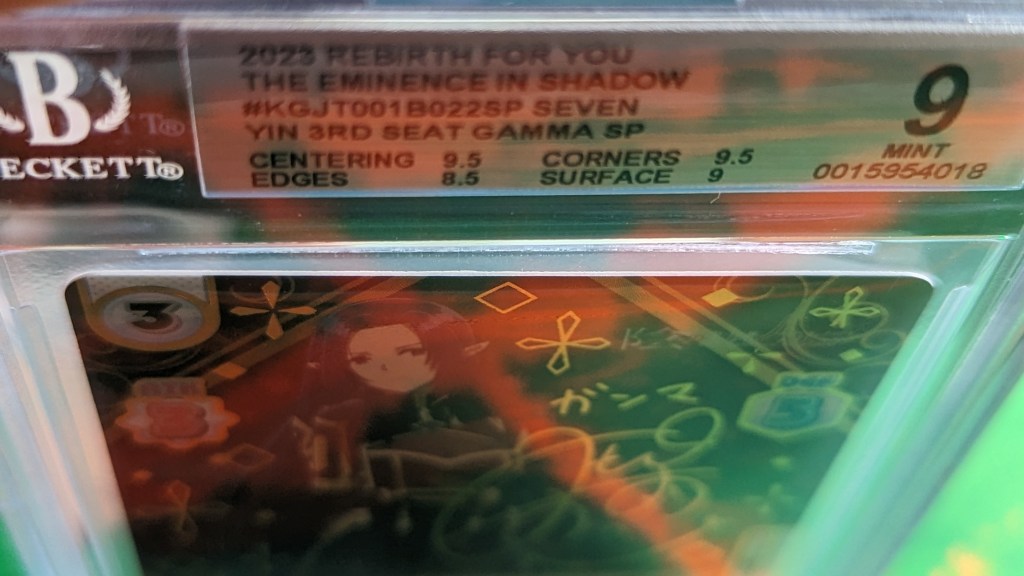 B
BECKETT®
2023 REBIRTH FOR YOU
THE EMINENCE IN SHADOW
#KGJT001B022SP SEVEN
YIN 3RD SEAT GAMMA SP
CENTERING 9.5 CORNERS 9.5
EDGES 8.5 SURFACE 9
9
MINT
0015954018
3
ガンマ